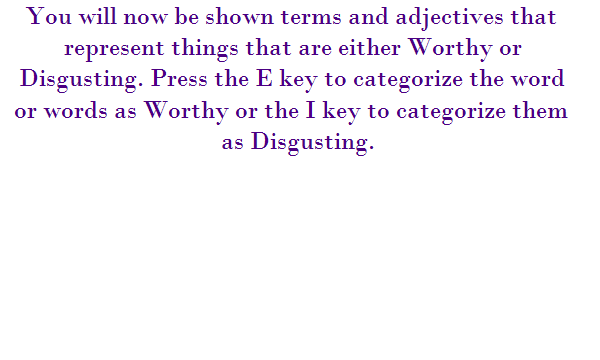 You will now be shown terms and adjectives that
represent things that are either Worthy or
Disgusting. Press the E key to categorize the word
or words as Worthy or the I key to categorize them
as Disgusting.